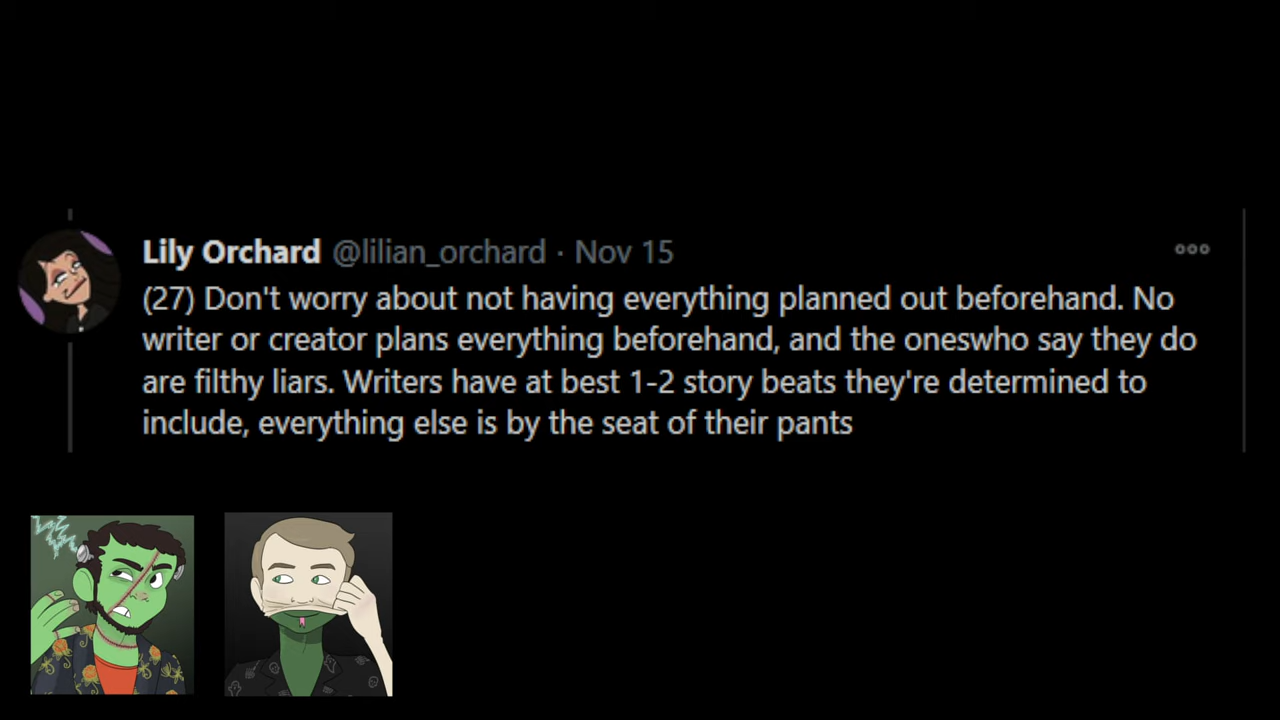 Lily Orchard @lilian_orchard · Nov 15
(27) Don't worry about not having everything planned out beforehand. No
writer or creator plans everything beforehand, and the oneswho say they do
are filthy liars. Writers have at best 1-2 story beats they're determined to
include, everything else is by the seat of their pants